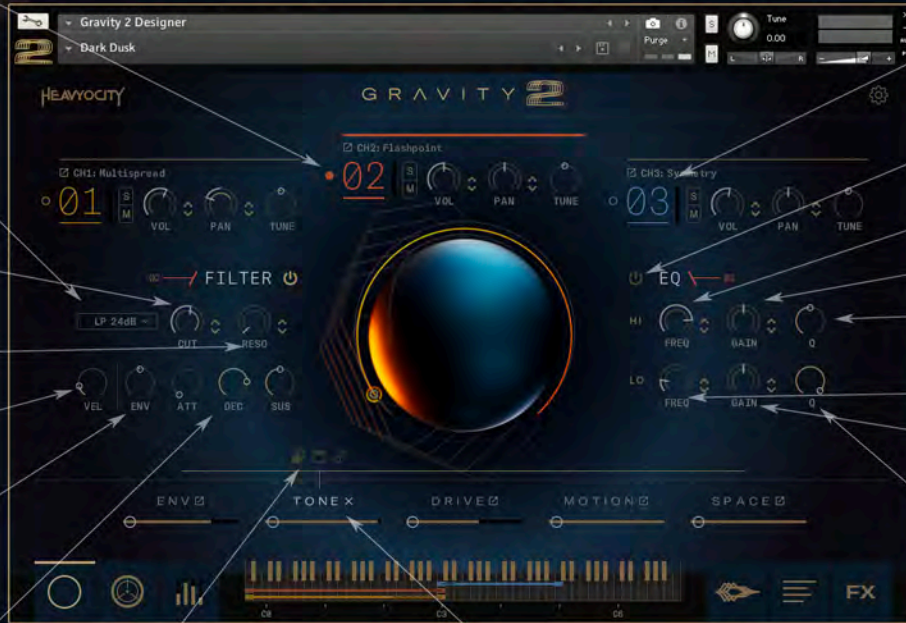 Gravity 2 Designer
S
Tune
0.00
Dark Dusk
Purge
M
L R
2
HEAVYOCITY
GRAVITY 2
CH2: Flashpoint
02
S
M
VOL
PAN
TUNE
CH1: Multispread
01
S
M
VOL
PAN
TUNE
CH3: Symmetry
03
S
M
VOL
PAN
TUNE
FILTER
EQ
LP 24dB
CUT
RESO
HI
FREQ
GAIN
Q
VEL
ENV
ATT
DEC
SUS
LO
FREQ
GAIN
Q
ENV
TONE
DRIVE
MOTION
SPACE
FX
C0
C3
C6